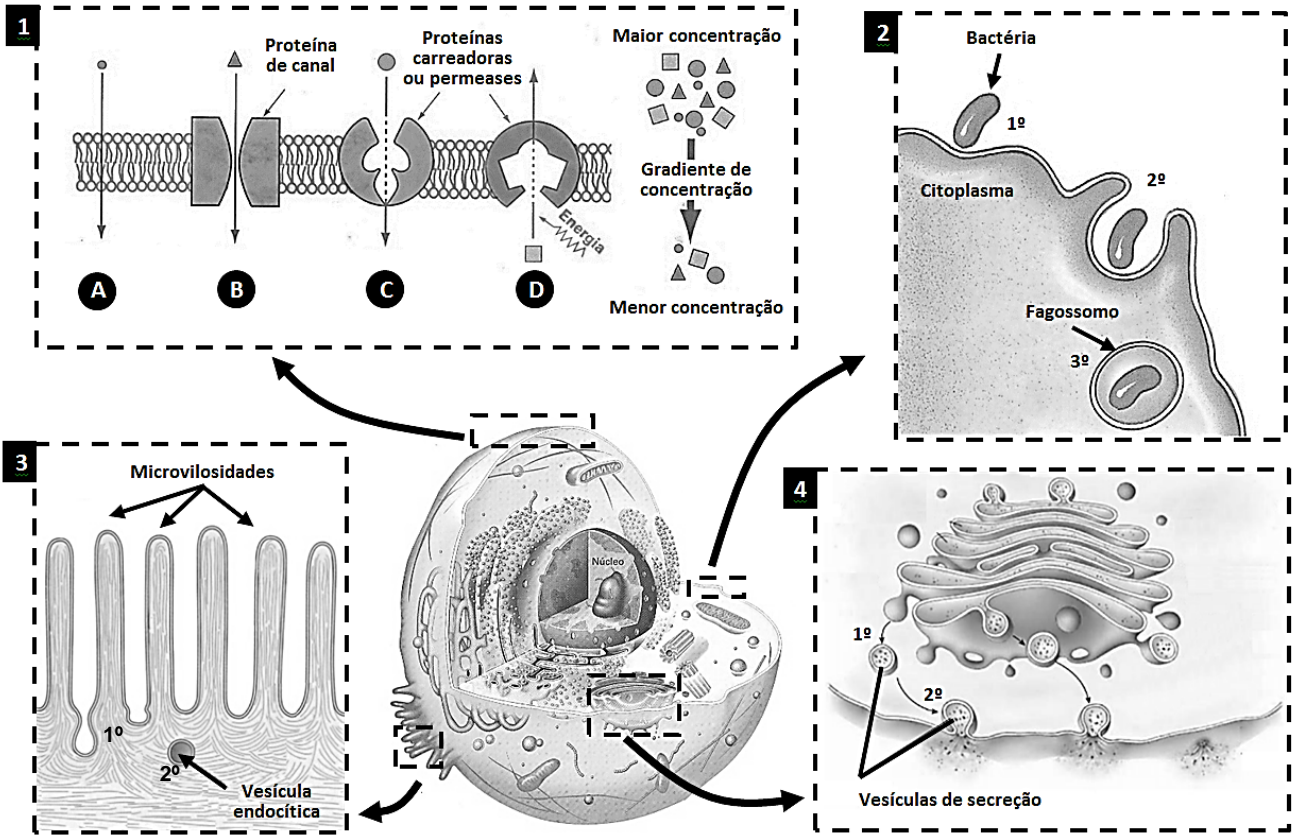 1
Proteína
de canal
Proteínas
carreadoras
ou permeases
Maior concentração
Gradiente de
concentração
Menor concentração
Energia
A
B
C
D
2
Bactéria
1º
2º
Citoplasma
Fagossomo
3º
3
Microvilosidades
1º
2º
Vesícula
endocítica
Núcleo
4
1º
2º
Vesículas de secreção